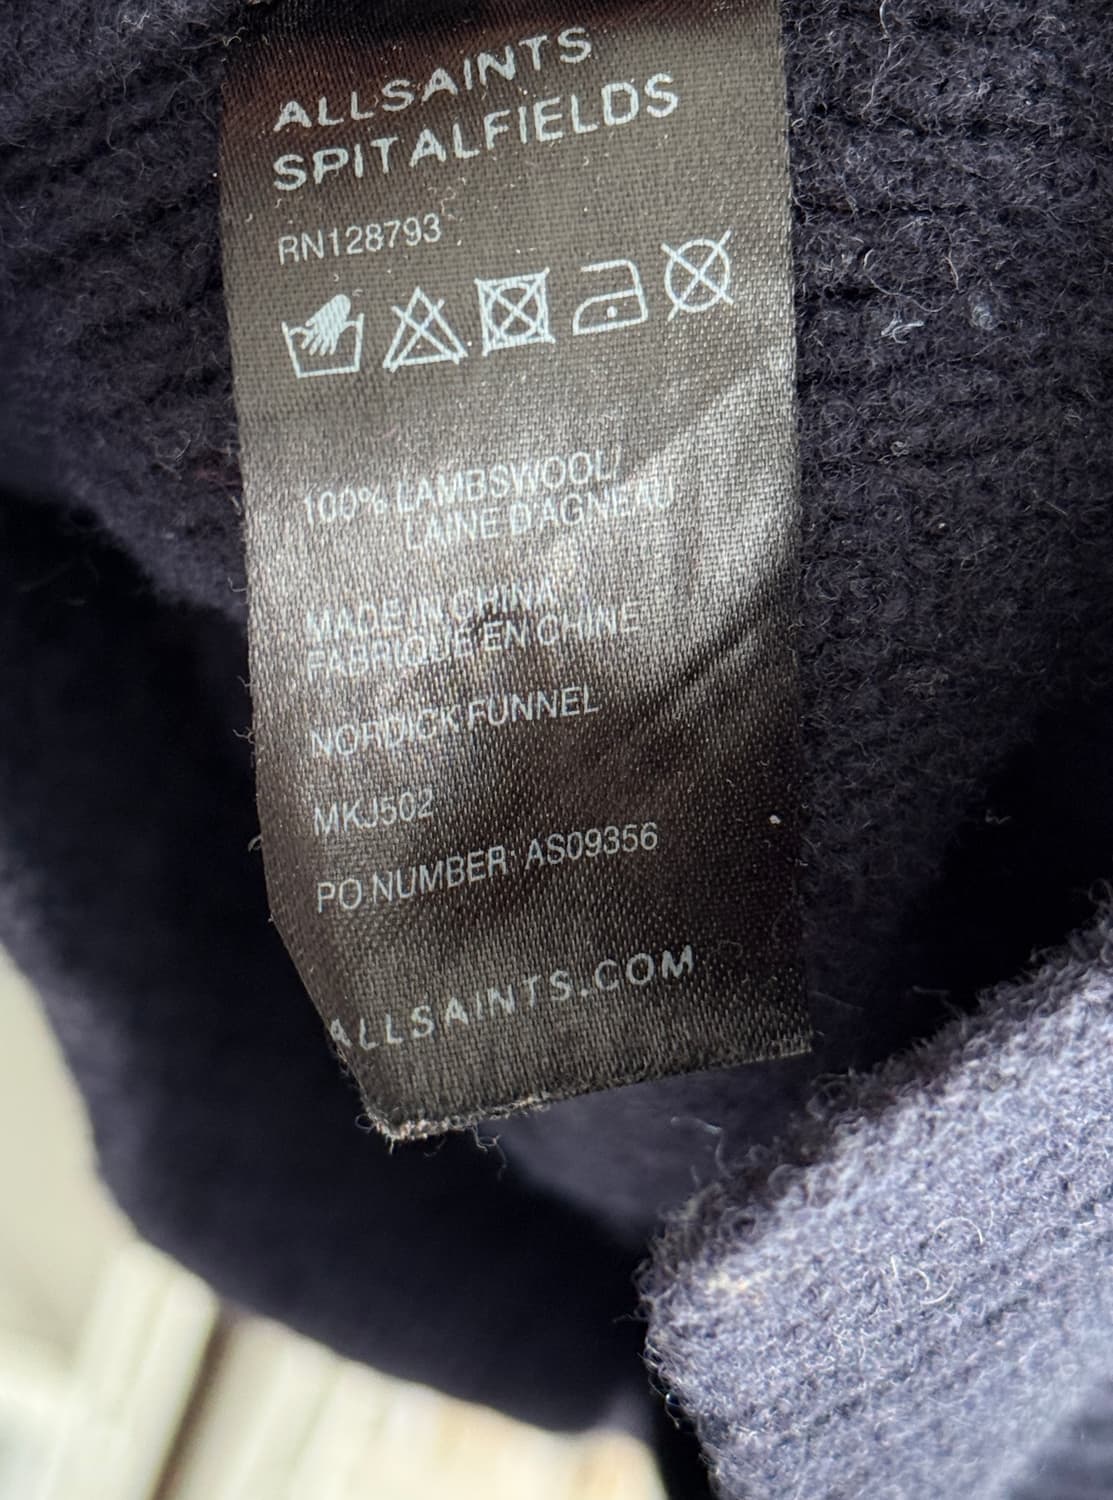 ALLSAINTS
SPITALFIELDS
RN128793
100% LAMBSWOOL/
LAINE D'AGNEAU
MADE IN CHINA
FABRIQUE EN CHINE
NORDICK FUNNEL
MKJ502
PO NUMBER: AS09356
ALLSAINTS.COM